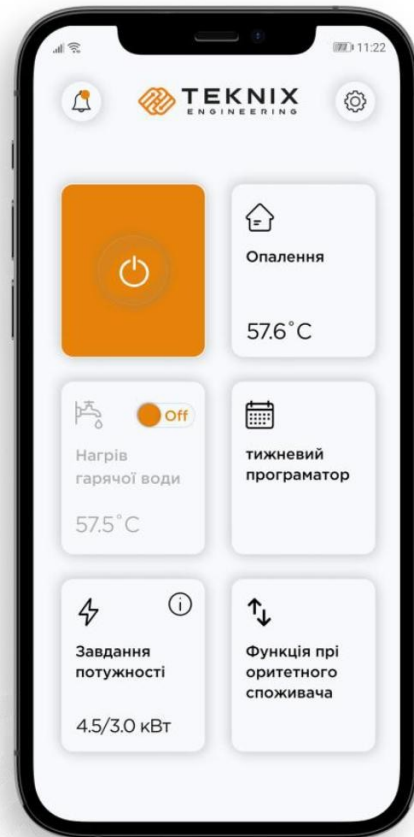 11:22
TEKNIX
ENGINEERING
Опалення
57.6°C
Off
Нагрів
гарячої води
57.5°C
тижневий
програматор
i
Завдання
потужності
4.5/3.0 кВт
Функція прі
оритетного
споживача